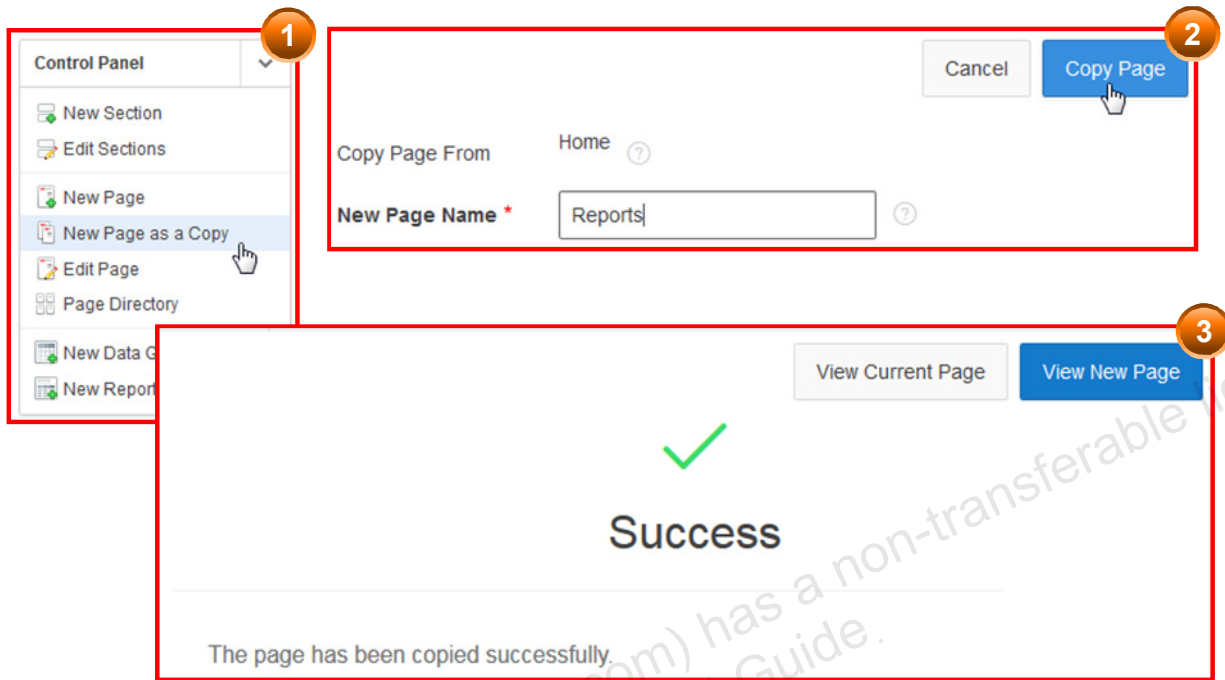 1
Control Panel
New Section
Edit Sections
New Page
New Page as a Copy
Edit Page
Page Directory
New Data G
New Report
2
Cancel
Copy Page
Copy Page From Home ?
New Page Name * Reports ?
3
View Current Page
View New Page
Success
The page has been copied successfully.
com) has a non-transferable
Guide.